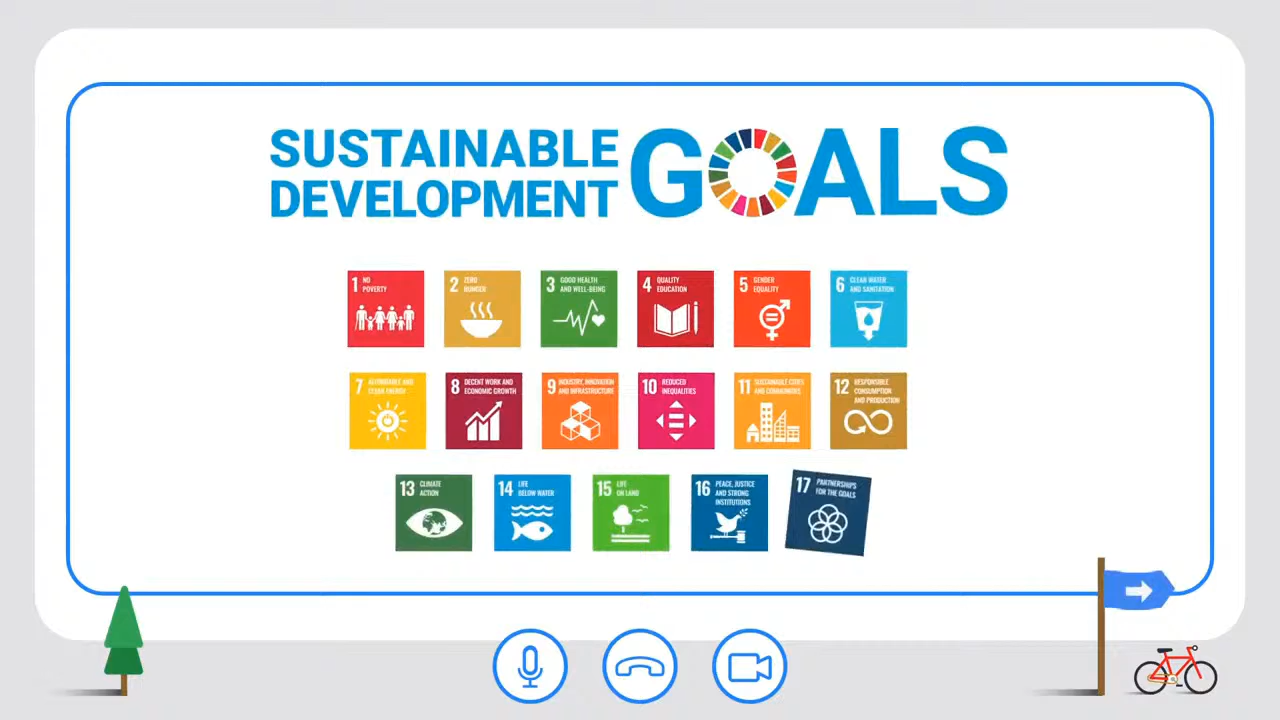 SUSTAINABLE
DEVELOPMENT
GOALS
1 NO
POVERTY
2 ZERO
HUNGER
3 GOOD HEALTH
AND WELL-BEING
4 QUALITY
EDUCATION
5 GENDER
EQUALITY
6 CLEAN WATER
AND SANITATION
7 AFFORDABLE AND
CLEAN ENERGY
8 DECENT WORK AND
ECONOMIC GROWTH
9 INDUSTRY, INNOVATION
AND INFRASTRUCTURE
10 REDUCED
INEQUALITIES
11 SUSTAINABLE CITIES
AND COMMUNITIES
12 RESPONSIBLE
CONSUMPTION
AND PRODUCTION
13 CLIMATE
ACTION
14 LIFE
BELOW WATER
15 LIFE
ON LAND
16 PEACE, JUSTICE
AND STRONG
INSTITUTIONS
17 PARTNERSHIPS
FOR THE GOALS